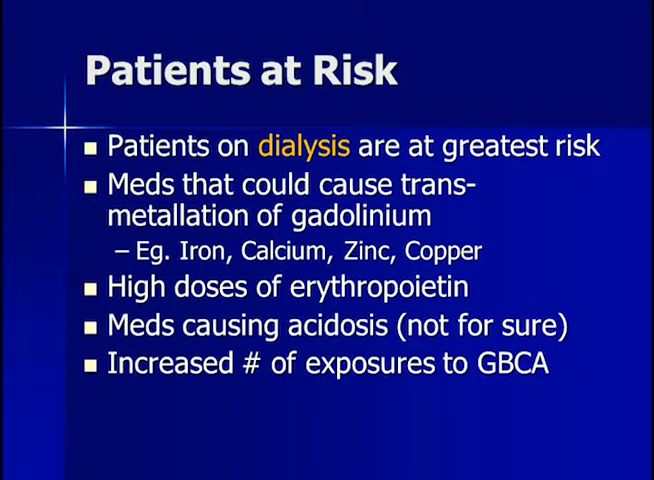 Patients at Risk
■ Patients on dialysis are at greatest risk
■ Meds that could cause trans-
metallation of gadolinium
– Eg. Iron, Calcium, Zinc, Copper
■ High doses of erythropoietin
■ Meds causing acidosis (not for sure)
■ Increased # of exposures to GBCA